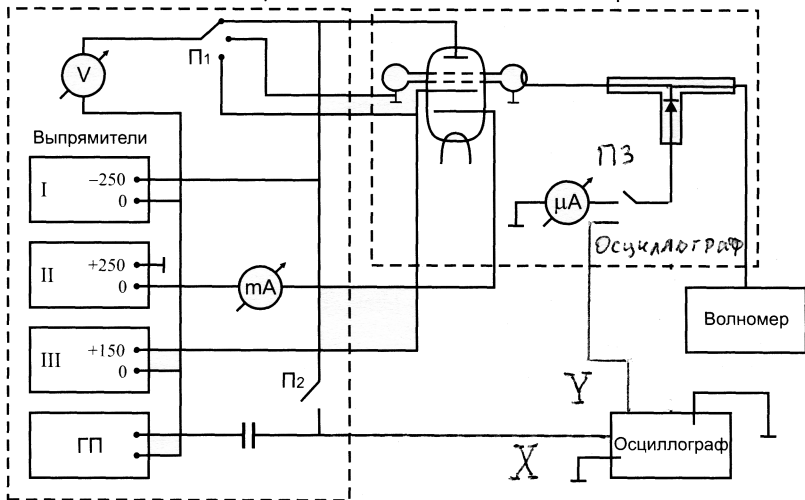 V
П1
Выпрямители
I
−250
0
II
+250
0
mA
III
+150
0
П2
ГП
П3
μA
Осциллограф
Волномер
Y
X
Осциллограф